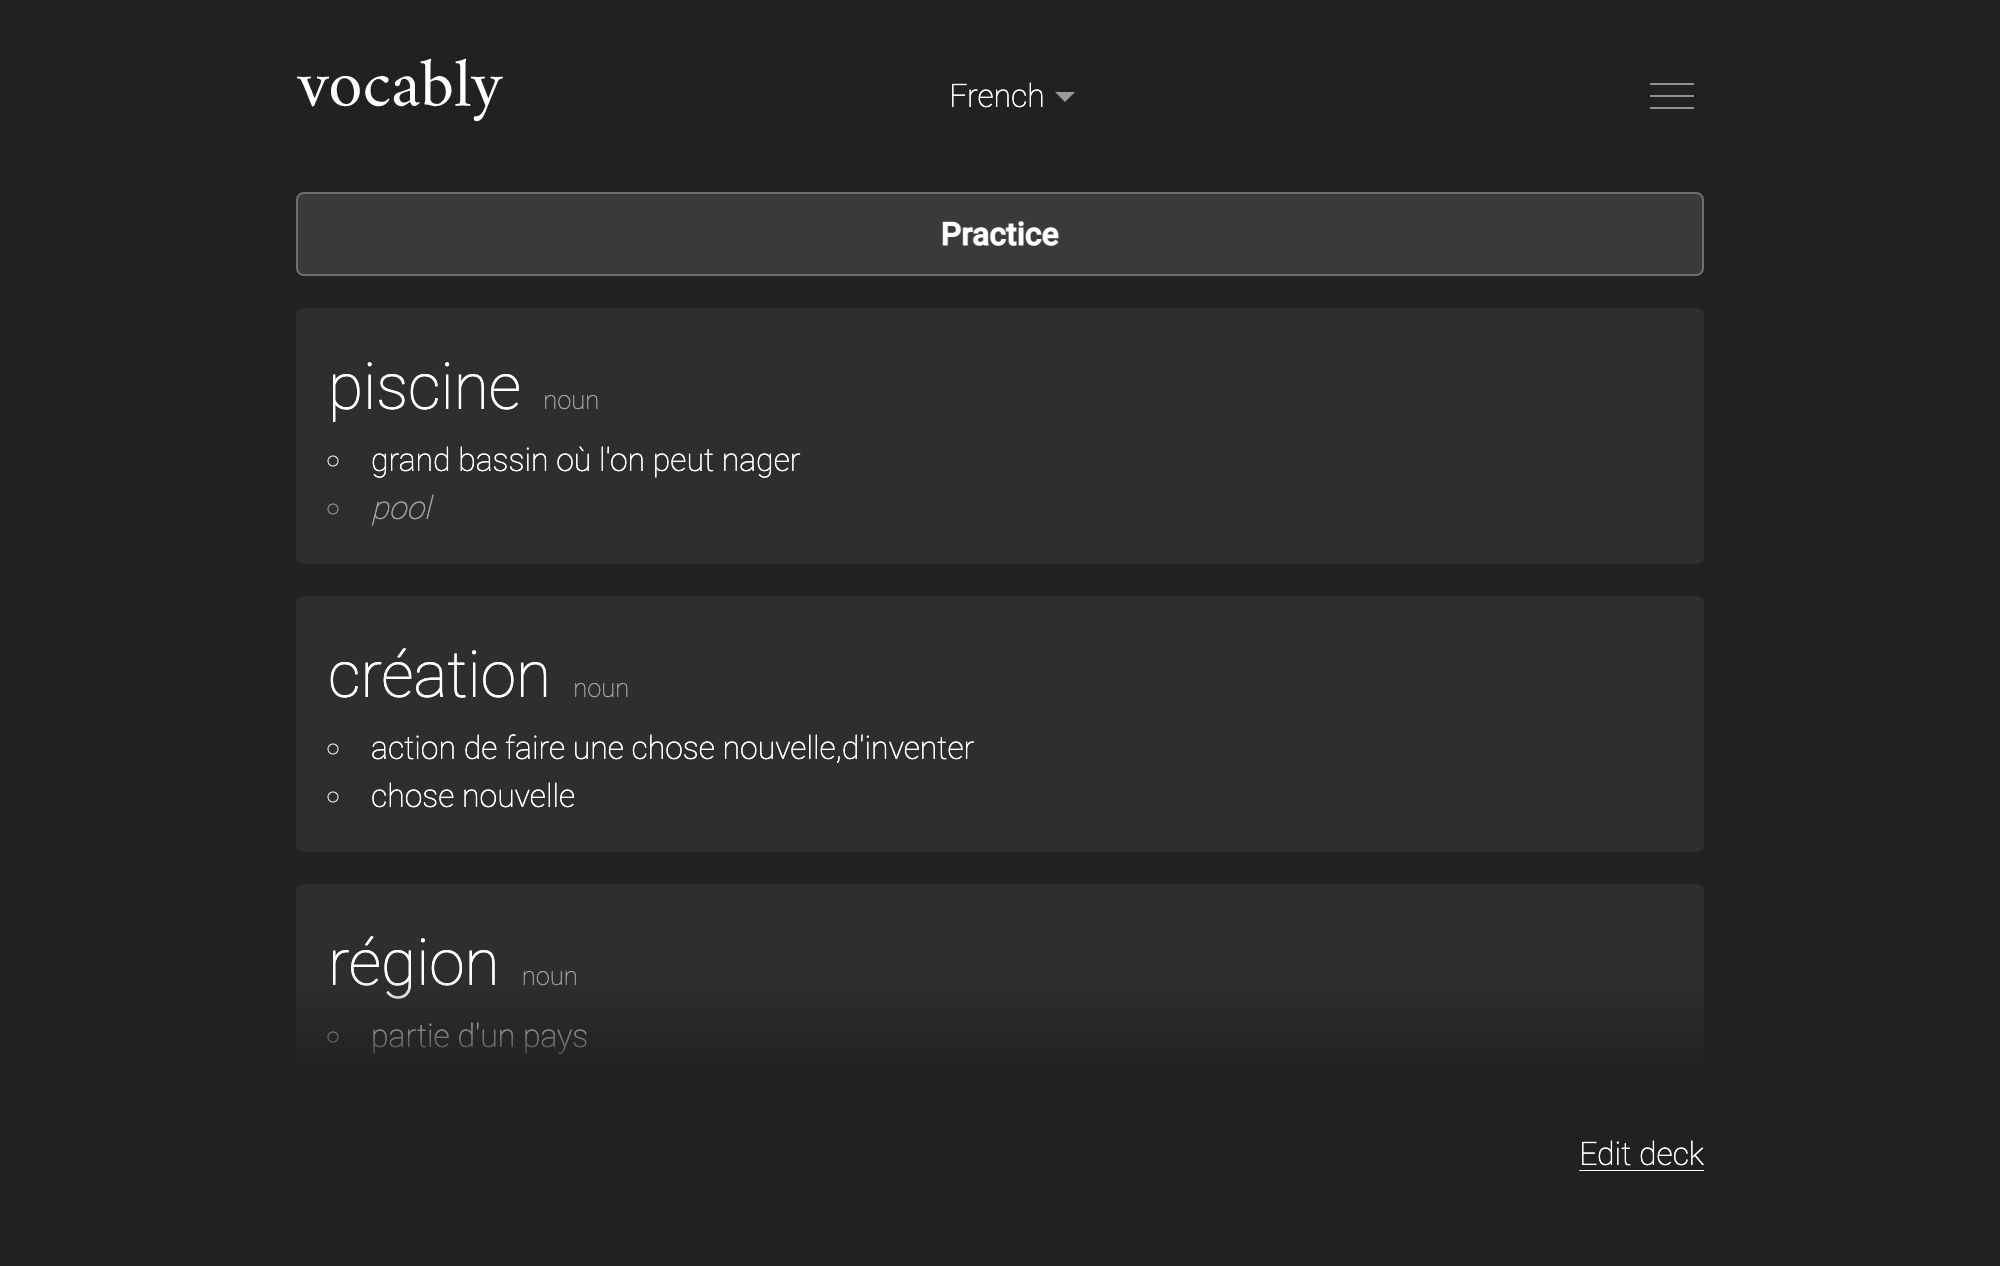 vocably
French
Practice
piscine noun
grand bassin où l'on peut nager
pool
création noun
action de faire une chose nouvelle,d'inventer
chose nouvelle
région noun
partie d'un pays
Edit deck